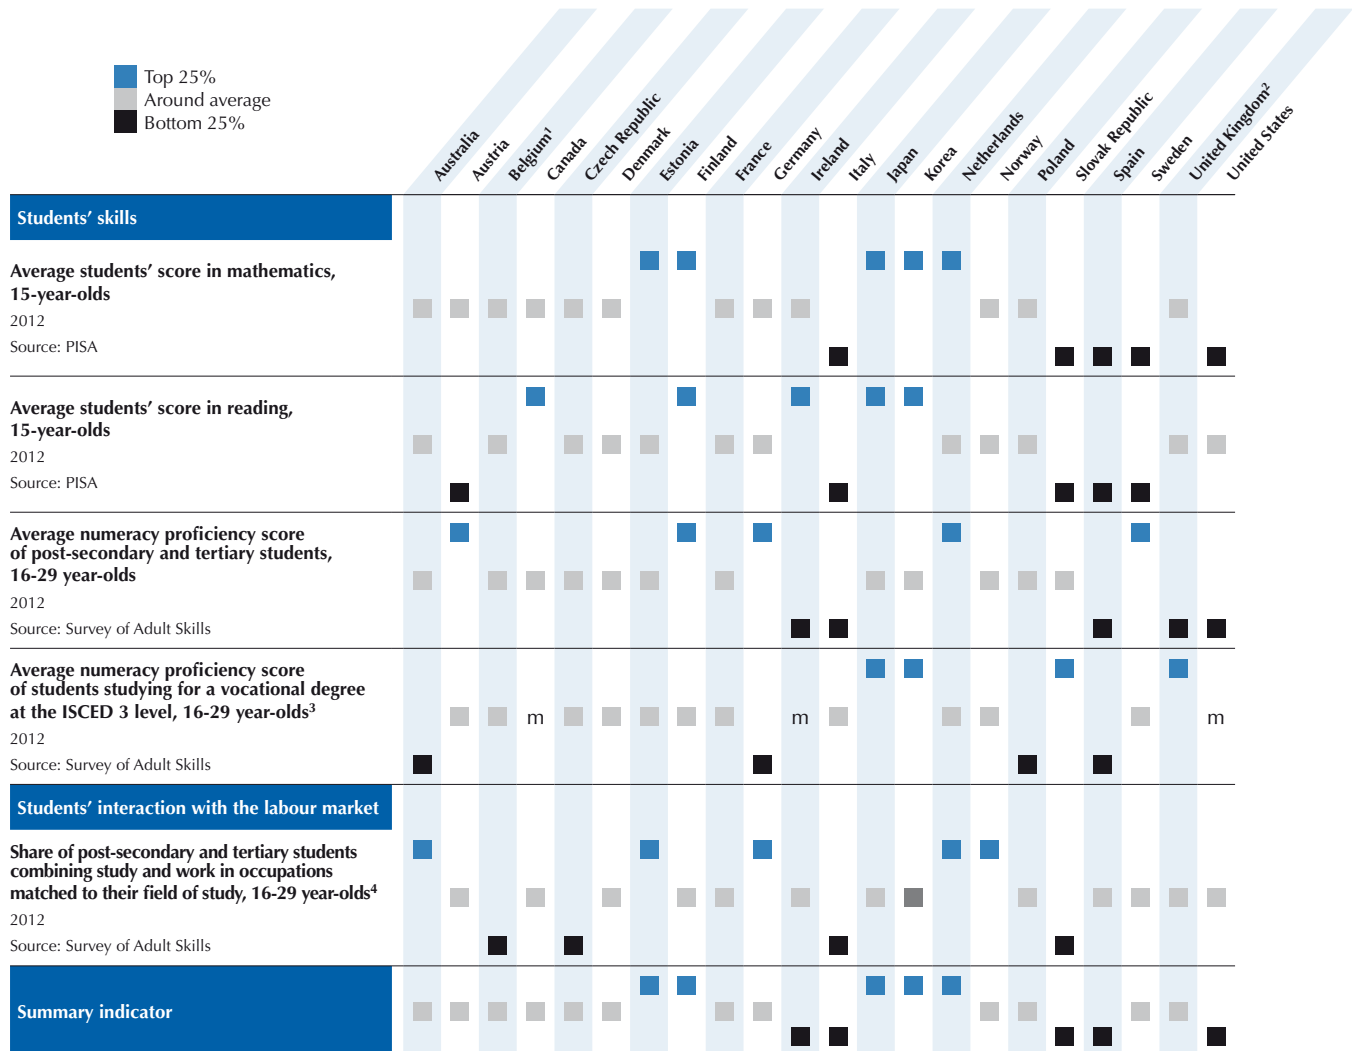 Top 25%
Around average
Bottom 25%
Australia
Austria
Belgium¹
Canada
Czech Republic
Denmark
Estonia
Finland
France
Germany
Ireland
Italy
Japan
Korea
Netherlands
Norway
Poland
Slovak Republic
Spain
Sweden
United Kingdom²
United States
Students’ skills
Average students’ score in mathematics,
15-year-olds
2012
Source: PISA
Average students’ score in reading,
15-year-olds
2012
Source: PISA
Average numeracy proficiency score
of post-secondary and tertiary students,
16-29 year-olds
2012
Source: Survey of Adult Skills
Average numeracy proficiency score
of students studying for a vocational degree
at the ISCED 3 level, 16-29 year-olds³
m m m
2012
Source: Survey of Adult Skills
Students’ interaction with the labour market
Share of post-secondary and tertiary students
combining study and work in occupations
matched to their field of study, 16-29 year-olds⁴
2012
Source: Survey of Adult Skills
Summary indicator